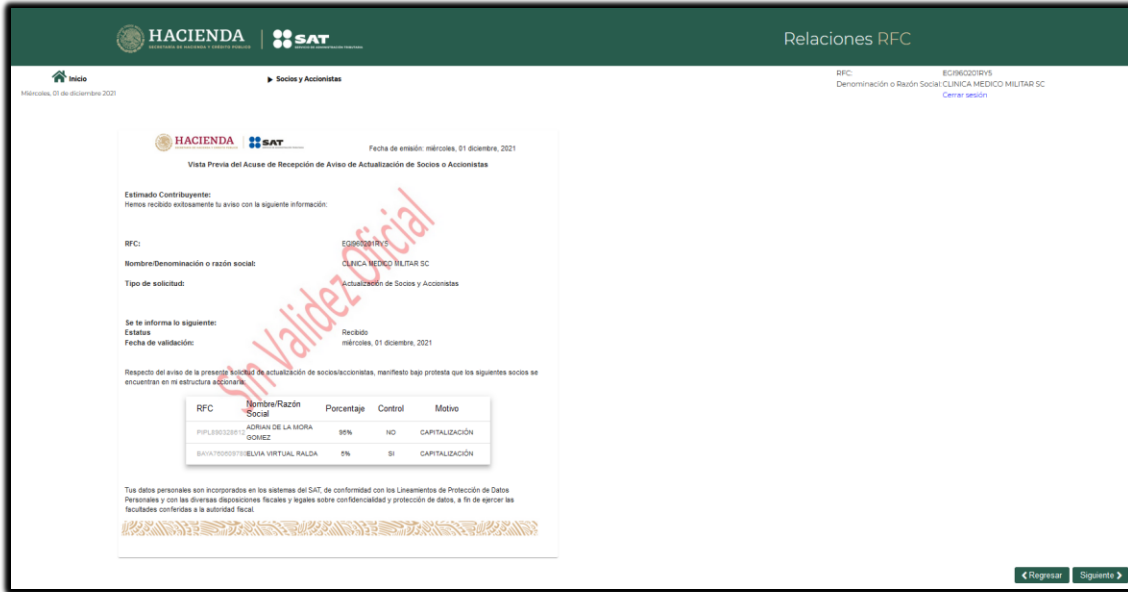 HACIENDA
SECRETARÍA DE HACIENDA Y CRÉDITO PÚBLICO
SAT
SERVICIO DE ADMINISTRACIÓN TRIBUTARIA
Relaciones RFC
Inicio
Socios y Accionistas
RFC: EGI960201RY5
Miércoles, 01 de diciembre 2021
Denominación o Razón Social: CLINICA MEDICO MILITAR SC
Cerrar sesión
HACIENDA
SAT
Fecha de emisión: miércoles, 01 diciembre, 2021
Vista Previa del Acuse de Recepción de Aviso de Actualización de Socios o Accionistas
Estimado Contribuyente:
Hemos recibido exitosamente tu aviso con la siguiente información:
RFC: EGI960201RY5
Nombre/Denominación o razón social: CLINICA MEDICO MILITAR SC
Tipo de solicitud: Actualización de Socios y Accionistas
Sin Validez Oficial
Se te informa lo siguiente:
Estatus Recibido
Fecha de validación: miércoles, 01 diciembre, 2021
Respecto del aviso de la presente solicitud de actualización de socios/accionistas, manifiesto bajo protesta que los siguientes socios se
encuentran en mi estructura accionaria:
RFC Nombre/Razón Social Porcentaje Control Motivo
ADRIAN DE LA MORA GOMEZ 95% NO CAPITALIZACIÓN
ELVIA VIRTUAL RALDA 5% SI CAPITALIZACIÓN
Tus datos personales son incorporados en los sistemas del SAT, de conformidad con los Lineamientos de Protección de Datos
Personales y con las diversas disposiciones fiscales y legales sobre confidencialidad y protección de datos, a fin de ejercer las
facultades conferidas a la autoridad fiscal.
Regresar
Siguiente